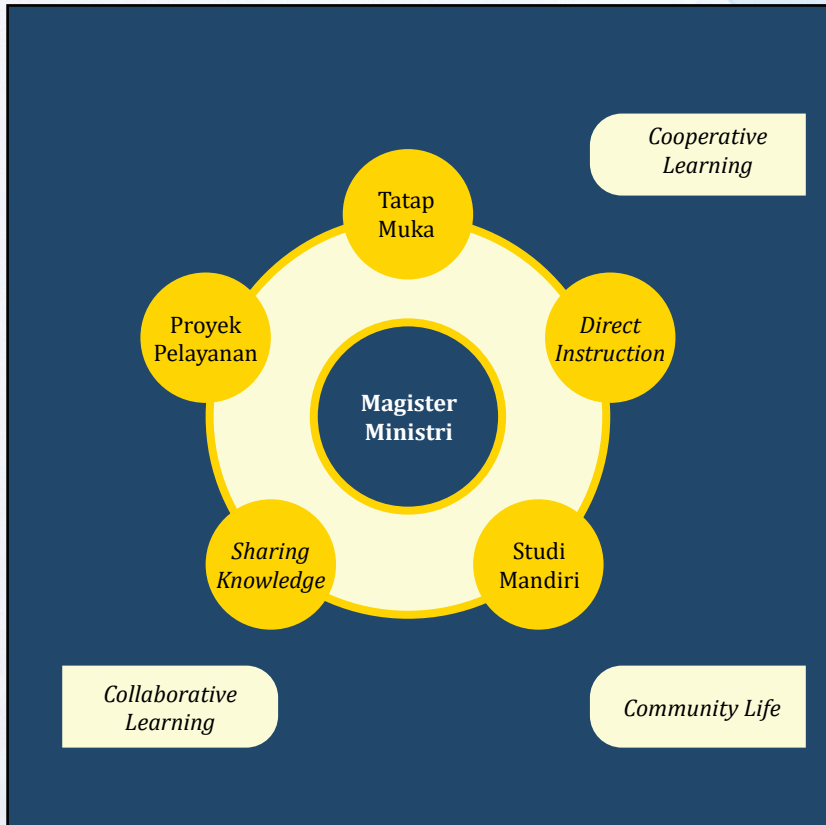 Cooperative
Learning
Tatap
Muka
Proyek
Pelayanan
Direct
Instruction
Magister
Ministri
Sharing
Knowledge
Studi
Mandiri
Collaborative
Learning
Community Life